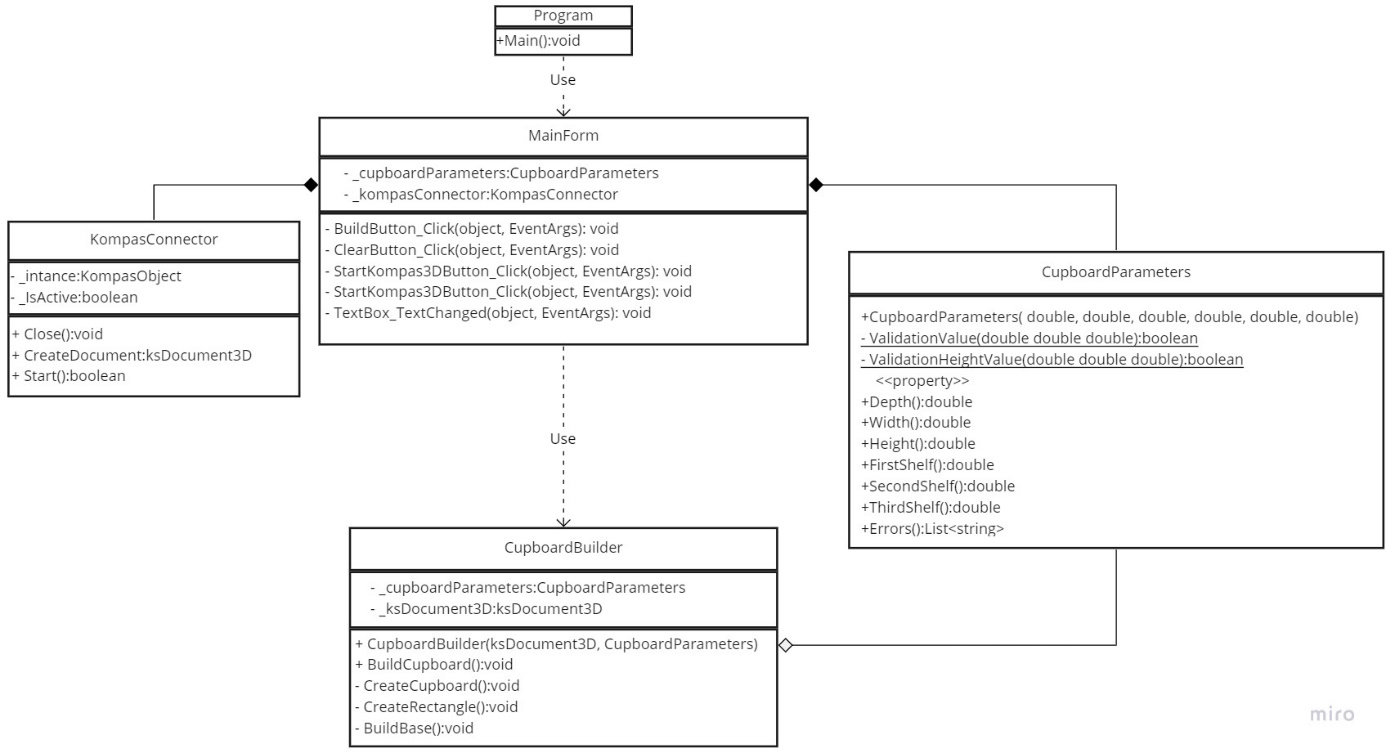 Program
+Main():void
Use
MainForm
- _cupboardParameters:CupboardParameters
- _kompasConnector:KompasConnector
- BuildButton_Click(object, EventArgs): void
- ClearButton_Click(object, EventArgs): void
- StartKompas3DButton_Click(object, EventArgs): void
- StartKompas3DButton_Click(object, EventArgs): void
- TextBox_TextChanged(object, EventArgs): void
KompasConnector
- _intance:KompasObject
- _IsActive:boolean
+ Close():void
+ CreateDocument:ksDocument3D
+ Start():boolean
CupboardParameters
+CupboardParameters( double, double, double, double, double, double)
- ValidationValue(double double double):boolean
- ValidationHeightValue(double double double):boolean
<<property>>
+Depth():double
+Width():double
+Height():double
+FirstShelf():double
+SecondShelf():double
+ThirdShelf():double
+Errors():List<string>
Use
CupboardBuilder
- _cupboardParameters:CupboardParameters
- _ksDocument3D:ksDocument3D
+ CupboardBuilder(ksDocument3D, CupboardParameters)
+ BuildCupboard():void
- CreateCupboard():void
- CreateRectangle():void
- BuildBase():void
miro